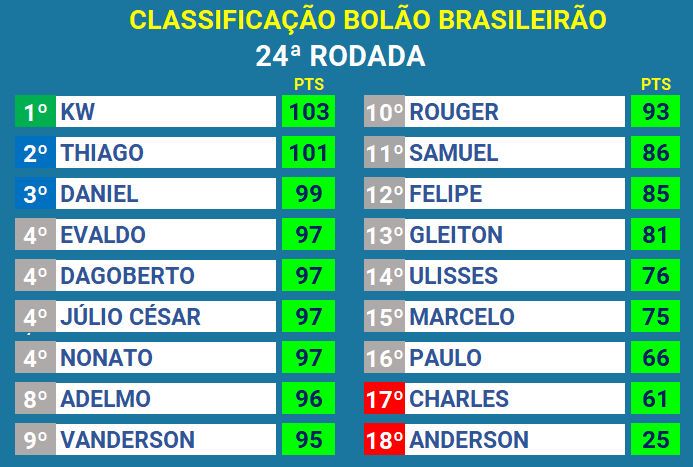 CLASSIFICAÇÃO BOLÃO BRASILEIRÃO
24ª RODADA
PTS
1º KW 103
2º THIAGO 101
3º DANIEL 99
4º EVALDO 97
4º DAGOBERTO 97
4º JÚLIO CÉSAR 97
4º NONATO 97
8º ADELMO 96
9º VANDERSON 95
PTS
10º ROUGER 93
11º SAMUEL 86
12º FELIPE 85
13º GLEITON 81
14º ULISSES 76
15º MARCELO 75
16º PAULO 66
17º CHARLES 61
18º ANDERSON 25